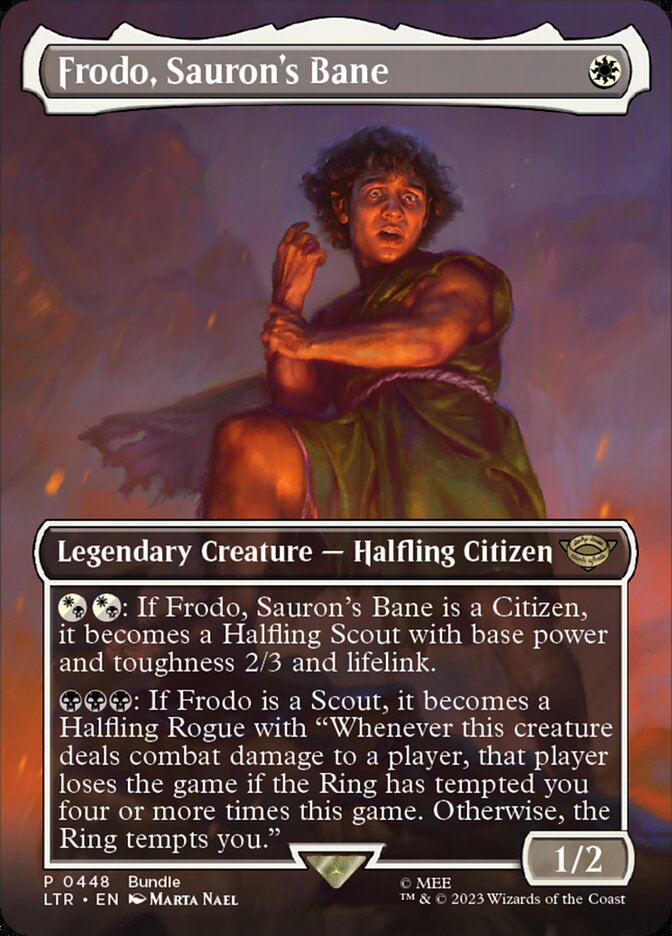 Frodo, Sauron's Bane
Legendary Creature — Halfling Citizen
: If Frodo, Sauron's Bane is a Citizen,
it becomes a Halfling Scout with base power
and toughness 2/3 and lifelink.
: If Frodo is a Scout, it becomes a
Halfling Rogue with “Whenever this creature
deals combat damage to a player, that player
loses the game if the Ring has tempted you
four or more times this game. Otherwise, the
Ring tempts you.”
1/2
P 0448 Bundle
LTR • EN Marta Nael
© MEE
™ & © 2023 Wizards of the Coast